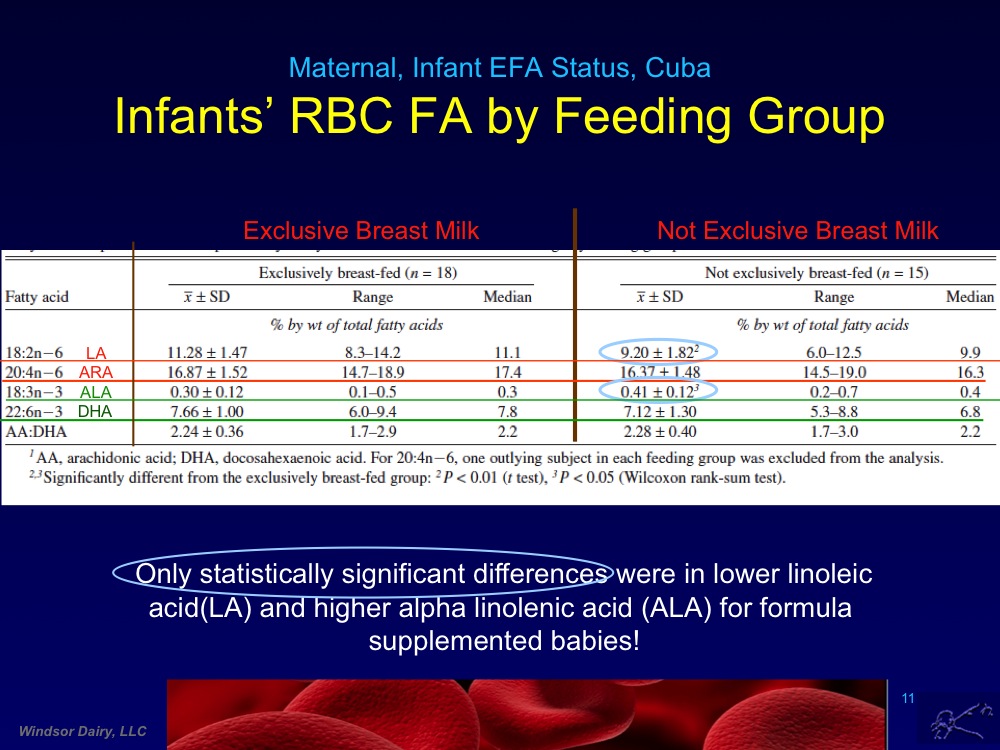 Maternal, Infant EFA Status, Cuba
Infants’ RBC FA by Feeding Group
Exclusive Breast Milk Not Exclusive Breast Milk
Exclusively breast-fed (n = 18) Not exclusively breast-fed (n = 15)
Fatty acid x̄ ± SD Range Median x̄ ± SD Range Median
% by wt of total fatty acids % by wt of total fatty acids
18:2n−6 LA 11.28 ± 1.47 8.3–14.2 11.1 9.20 ± 1.82² 6.0–12.5 9.9
20:4n−6 ARA 16.87 ± 1.52 14.7–18.9 17.4 16.37 ± 1.48 14.5–19.0 16.3
18:3n−3 ALA 0.30 ± 0.12 0.1–0.5 0.3 0.41 ± 0.12³ 0.2–0.7 0.4
22:6n−3 DHA 7.66 ± 1.00 6.0–9.4 7.8 7.12 ± 1.30 5.3–8.8 6.8
AA:DHA 2.24 ± 0.36 1.7–2.9 2.2 2.28 ± 0.40 1.7–3.0 2.2
¹ AA, arachidonic acid; DHA, docosahexaenoic acid. For 20:4n−6, one outlying subject in each feeding group was excluded from the analysis.
²,³ Significantly different from the exclusively breast-fed group: ² P < 0.01 (t test), ³ P < 0.05 (Wilcoxon rank-sum test).
Only statistically significant differences were in lower linoleic
acid(LA) and higher alpha linolenic acid (ALA) for formula
supplemented babies!
11
Windsor Dairy, LLC